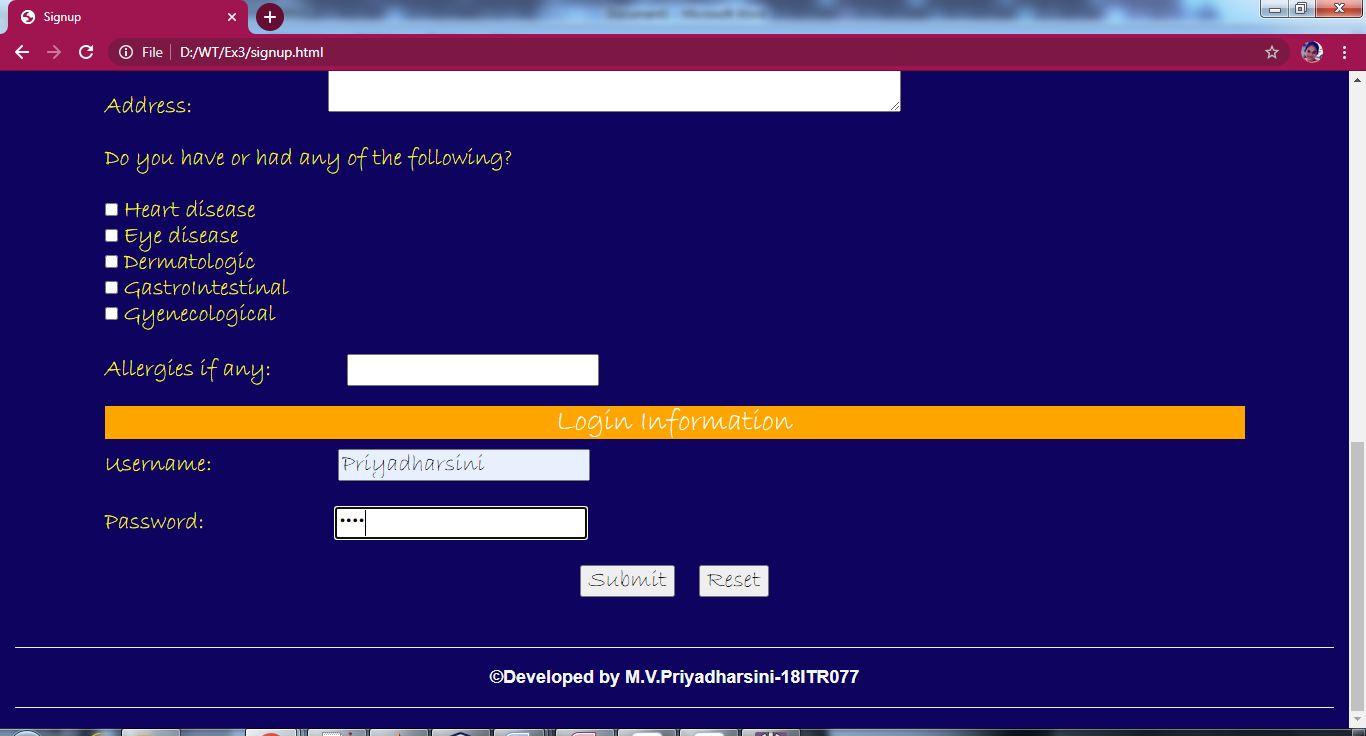 Signup
File D:/WT/Ex3/signup.html
Address:
Do you have or had any of the following?
Heart disease
Eye disease
Dermatologic
GastroIntestinal
Gyenecological
Allergies if any:
Login Information
Username: Priyadharsini
Password: ••••
Submit Reset
©Developed by M.V.Priyadharsini-18ITR077